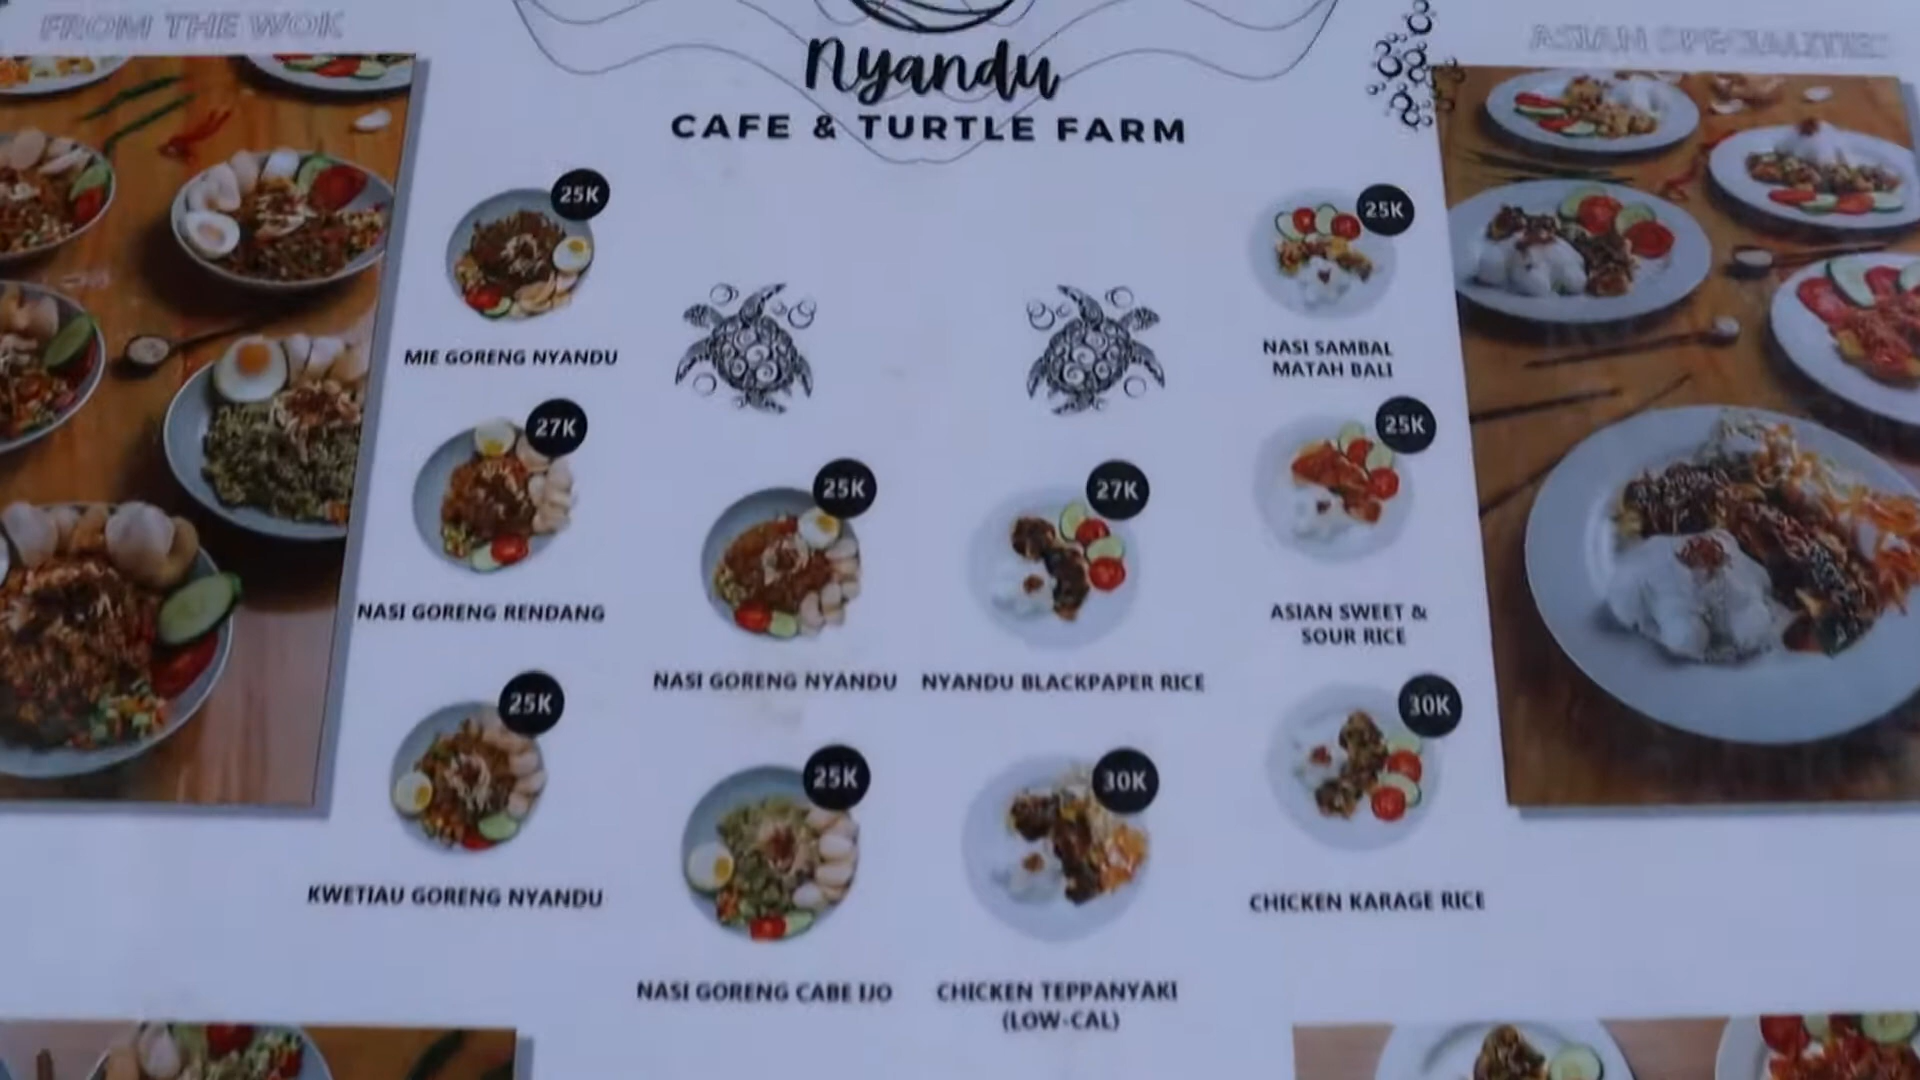 FROM THE WOK
ASIAN SPECIALITIES
Nyandu
CAFE & TURTLE FARM
25K
MIE GORENG NYANDU
27K
NASI GORENG RENDANG
25K
KWETIAU GORENG NYANDU
25K
NASI GORENG NYANDU
25K
NASI GORENG CABE IJO
27K
NYANDU BLACKPAPER RICE
30K
CHICKEN TEPPANYAKI
(LOW-CAL)
25K
NASI SAMBAL
MATAH BALI
25K
ASIAN SWEET &
SOUR RICE
30K
CHICKEN KARAGE RICE